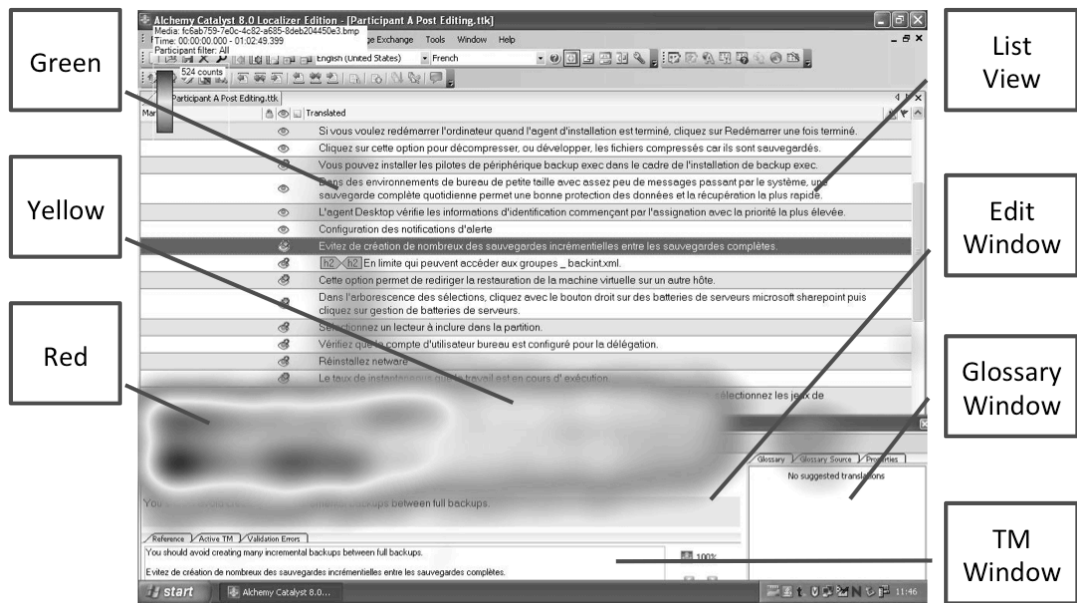 Green
Yellow
Red
List
View
Edit
Window
Glossary
Window
TM
Window
Alchemy Catalyst 8.0 Localizer Edition - [Participant A Post Editing.ttk]
Media: fc6ab759-7e0c-4c82-a685-8deb204450e3.bmp
Time: 00:00:00.000 - 01:02:49.399
Participant filter: All
524 counts
Exchange Tools Window Help
English (United States) French
Participant A Post Editing.ttk
Translated
Si vous voulez redémarrer l'ordinateur quand l'agent d'installation est terminé, cliquez sur Redémarrer une fois terminé.
Cliquez sur cette option pour décompresser, ou développer, les fichiers compressés car ils sont sauvegardés.
Vous pouvez installer les pilotes de périphérique backup exec dans le cadre de l'installation de backup exec.
Dans des environnements de bureau de petite taille avec assez peu de messages passant par le système, une
sauvegarde complète quotidienne permet une bonne protection des données et la récupération la plus rapide.
L'agent Desktop vérifie les informations d'identification commençant par l'assignation avec la priorité la plus élevée.
Configuration des notifications d'alerte
Evitez de création de nombreux des sauvegardes incrémentielles entre les sauvegardes complètes.
h2 h2 En limite qui peuvent accéder aux groupes _ backint.xml.
Cette option permet de rediriger la restauration de la machine virtuelle sur un autre hôte.
Dans l'arborescence des sélections, cliquez avec le bouton droit sur des batteries de serveurs microsoft sharepoint puis
cliquez sur gestion de batteries de serveurs.
Sélectionnez un lecteur à inclure dans la partition.
Vérifiez que le compte d'utilisateur bureau est configuré pour la délégation.
Réinstallez netware
Le taux de instantaneous que le travail est en cours d' exécution.
sélectionnez les jeux de
Glossary Glossary Source Properties
No suggested translations
You backups between full backups.
Reference Active TM Validation Errors
You should avoid creating many incremental backups between full backups.
100%
Evitez de création de nombreux des sauvegardes incrémentielles entre les sauvegardes complètes.
start Alchemy Catalyst 8.0... 11:46